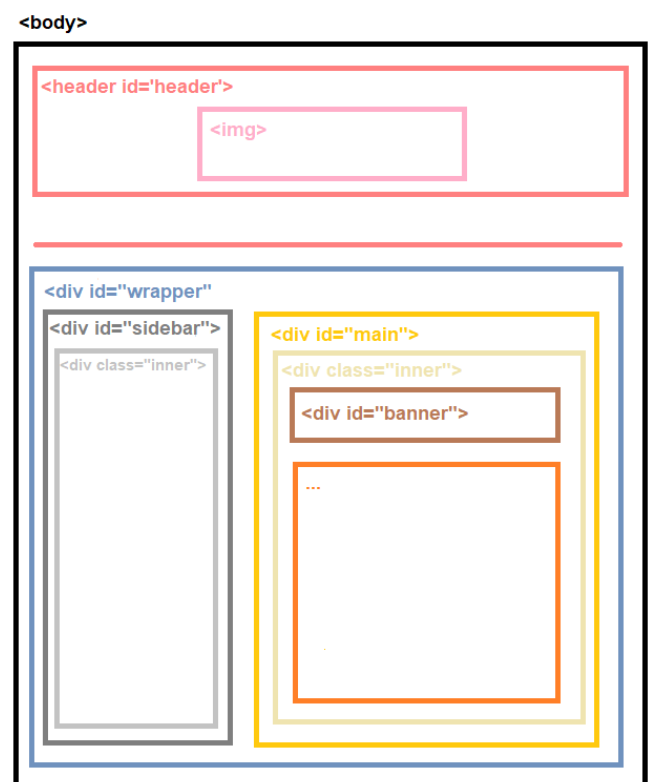 <body>
<header id='header'>
<img>
<div id="wrapper"
<div id="sidebar">
<div class="inner">
<div id="main">
<div class="inner">
<div id="banner">
...